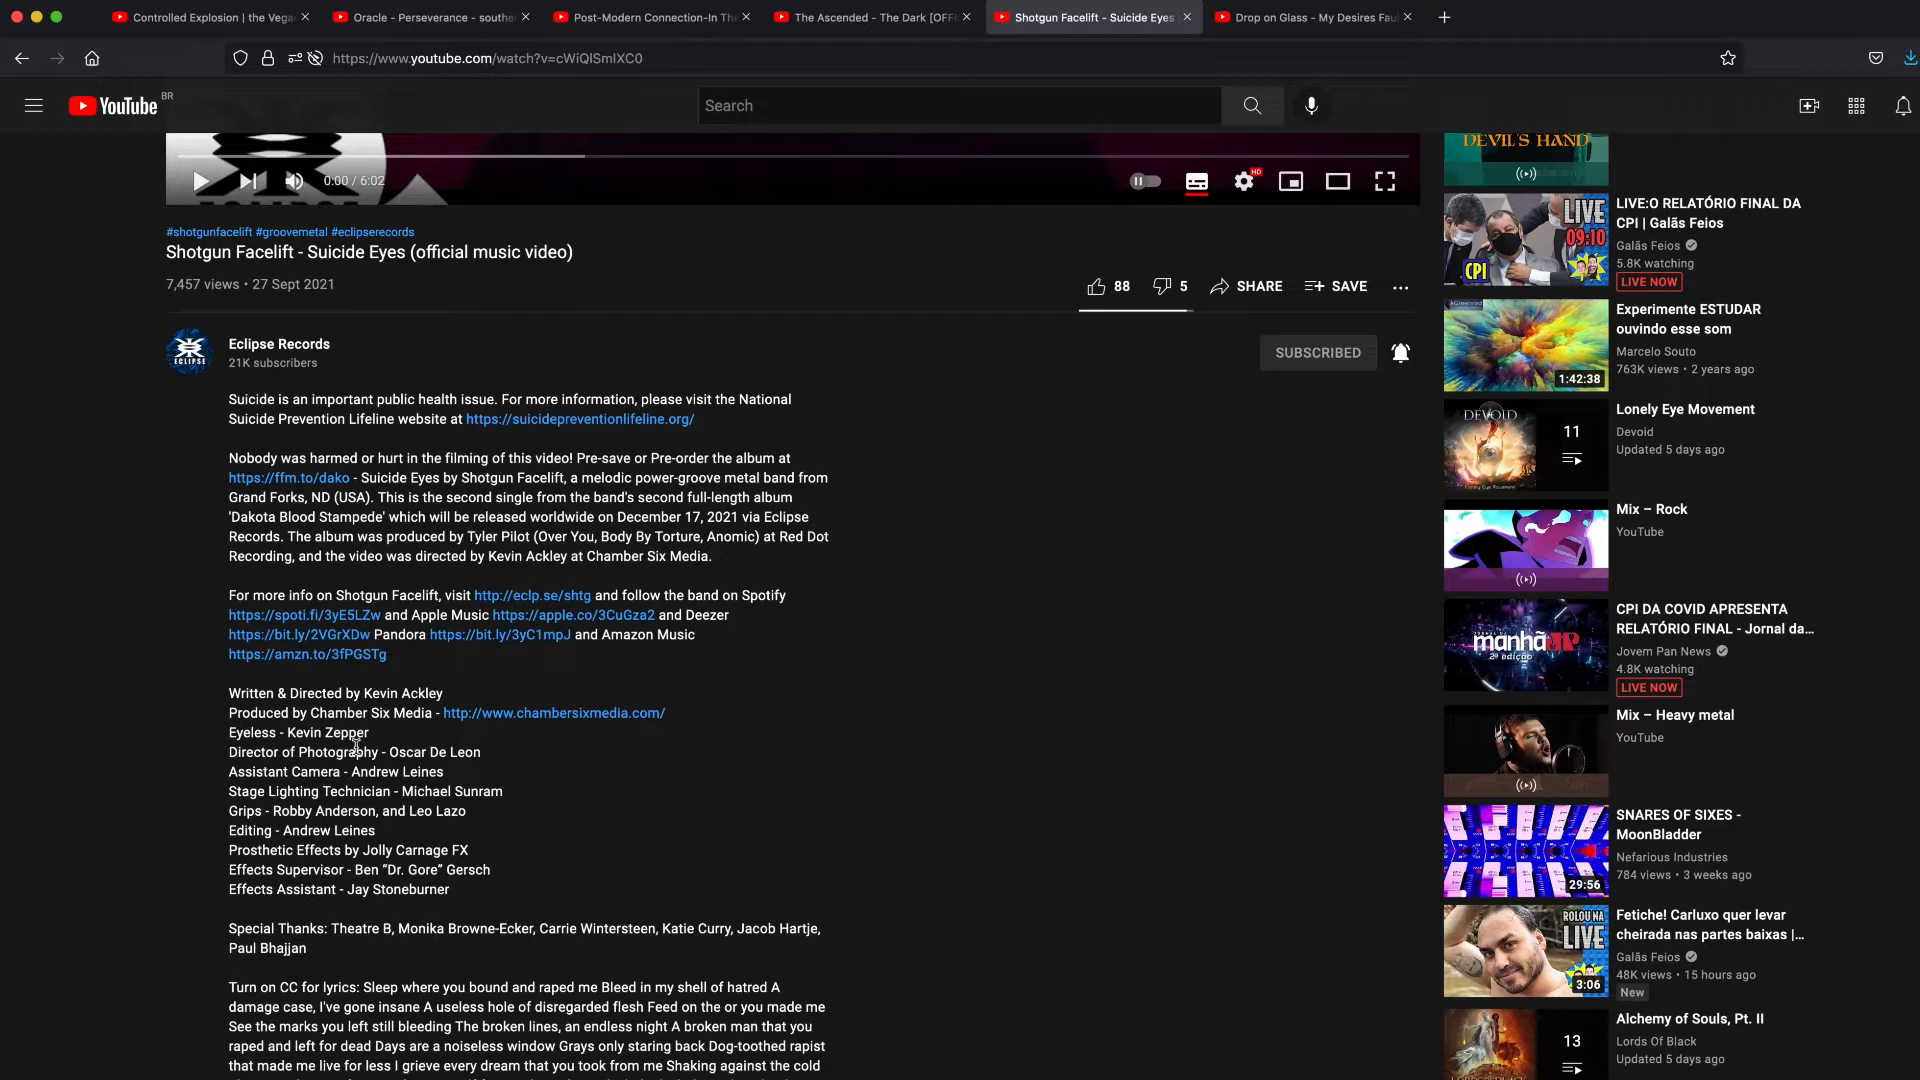 Controlled Explosion | the Vega
Oracle - Perseverance - southe
Post-Modern Connection-In The
The Ascended - The Dark [OFFI
Shotgun Facelift - Suicide Eyes
Drop on Glass - My Desires Fau
https://www.youtube.com/watch?v=cWiQlSmlXC0
YouTube BR
Search
ECLIPSE
0:00 / 6:02
HD
#shotgunfacelift #groovemetal #eclipserecords
Shotgun Facelift - Suicide Eyes (official music video)
7,457 views • 27 Sept 2021
88
5
SHARE
SAVE
ECLIPSE
Eclipse Records
21K subscribers
SUBSCRIBED
Suicide is an important public health issue. For more information, please visit the National
Suicide Prevention Lifeline website at https://suicidepreventionlifeline.org/
Nobody was harmed or hurt in the filming of this video! Pre-save or Pre-order the album at
https://ffm.to/dako - Suicide Eyes by Shotgun Facelift, a melodic power-groove metal band from
Grand Forks, ND (USA). This is the second single from the band's second full-length album
'Dakota Blood Stampede' which will be released worldwide on December 17, 2021 via Eclipse
Records. The album was produced by Tyler Pilot (Over You, Body By Torture, Anomic) at Red Dot
Recording, and the video was directed by Kevin Ackley at Chamber Six Media.
For more info on Shotgun Facelift, visit http://eclp.se/shtg and follow the band on Spotify
https://spoti.fi/3yE5LZw and Apple Music https://apple.co/3CuGza2 and Deezer
https://bit.ly/2VGrXDw Pandora https://bit.ly/3yC1mpJ and Amazon Music
https://amzn.to/3fPGSTg
Written & Directed by Kevin Ackley
Produced by Chamber Six Media - http://www.chambersixmedia.com/
Eyeless - Kevin Zepper
Director of Photography - Oscar De Leon
Assistant Camera - Andrew Leines
Stage Lighting Technician - Michael Sunram
Grips - Robby Anderson, and Leo Lazo
Editing - Andrew Leines
Prosthetic Effects by Jolly Carnage FX
Effects Supervisor - Ben “Dr. Gore” Gersch
Effects Assistant - Jay Stoneburner
Special Thanks: Theatre B, Monika Browne-Ecker, Carrie Wintersteen, Katie Curry, Jacob Hartje,
Paul Bhajjan
Turn on CC for lyrics: Sleep where you bound and raped me Bleed in my shell of hatred A
damage case, I've gone insane A useless hole of disregarded flesh Feed on the or you made me
See the marks you left still bleeding The broken lines, an endless night A broken man that you
raped and left for dead Days are a noiseless window Grays only staring back Dog-toothed rapist
that made me live for less I grieve every dream that you took from me Shaking against the cold
DEVIL'S HAND
LIVE
09:10
CPI
LIVE:O RELATÓRIO FINAL DA
CPI | Galãs Feios
Galãs Feios
5.8K watching
LIVE NOW
1:42:38
Experimente ESTUDAR
ouvindo esse som
Marcelo Souto
763K views • 2 years ago
DEVOID
11
Lonely Eye Movement
Devoid
Updated 5 days ago
Mix – Rock
YouTube
JORNAL DA
manhã JP
2ª edição
CPI DA COVID APRESENTA
RELATÓRIO FINAL - Jornal da...
Jovem Pan News
4.8K watching
LIVE NOW
Mix – Heavy metal
YouTube
29:56
SNARES OF SIXES -
MoonBladder
Nefarious Industries
784 views • 3 weeks ago
ROLOU NA
LIVE
3:06
Fetiche! Carluxo quer levar
cheirada nas partes baixas |...
Galãs Feios
48K views • 15 hours ago
New
13
Alchemy of Souls, Pt. II
Lords Of Black
Updated 5 days ago